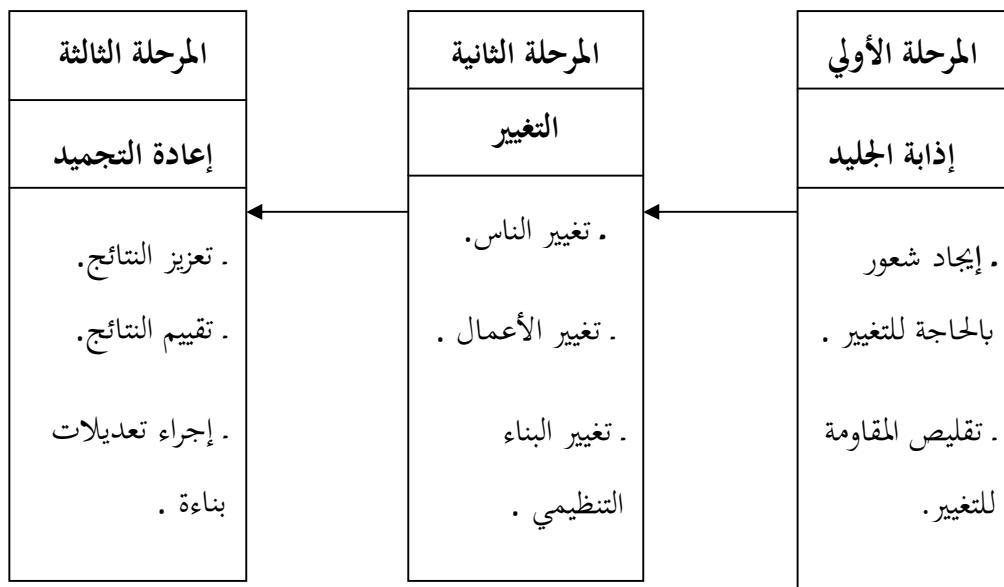 المرحلة الأولي
إذابة الجليد
. إيجاد شعور
بالحاجة للتغيير .
. تقليص المقاومة
للتغيير.
المرحلة الثانية
التغيير
. تغيير الناس.
. تغيير الأعمال .
. تغيير البناء
التنظيمي .
المرحلة الثالثة
إعادة التجميد
. تعزيز النتائج.
. تقييم النتائج.
. إجراء تعديلات
بناءة .